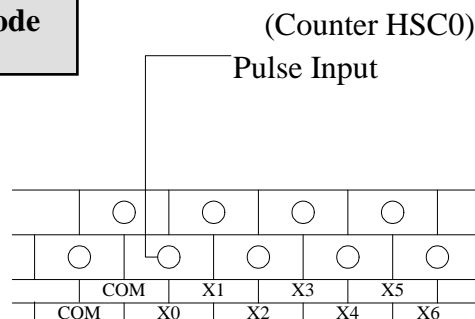 ode
(Counter HSC0)
Pulse Input
COM X1 X3 X5
COM X0 X2 X4 X6